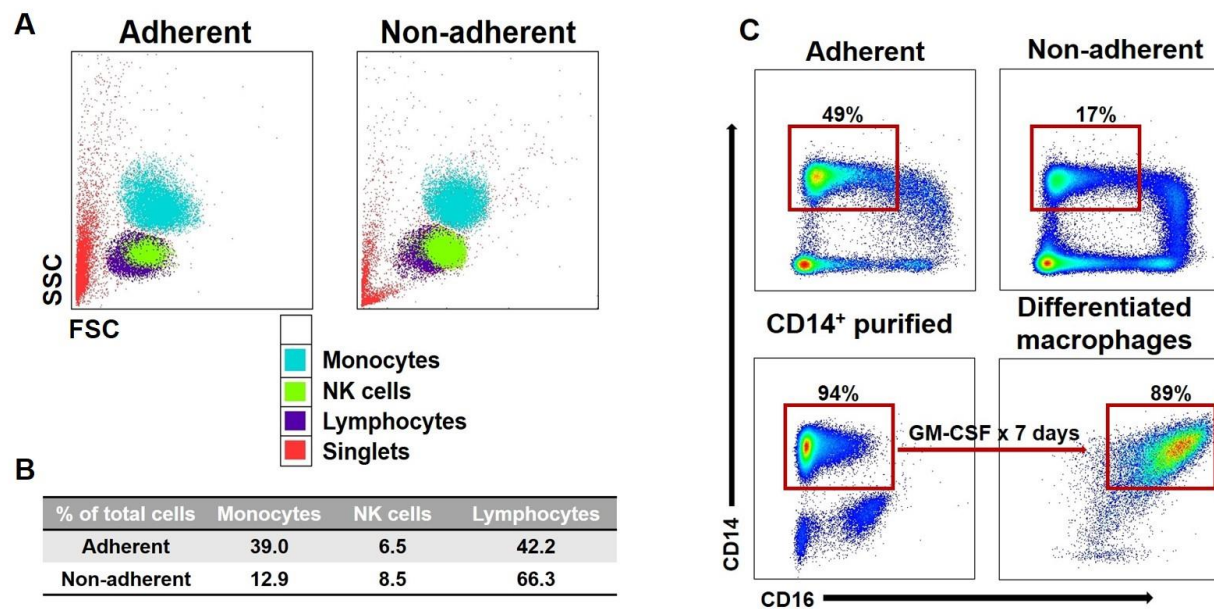 A
Adherent
Non-adherent
SSC
FSC
Monocytes
NK cells
Lymphocytes
Singlets
B
% of total cells Monocytes NK cells Lymphocytes
Adherent 39.0 6.5 42.2
Non-adherent 12.9 8.5 66.3
C
Adherent
Non-adherent
49%
17%
CD14⁺ purified
Differentiated
macrophages
94%
89%
GM-CSF x 7 days
CD14
CD16